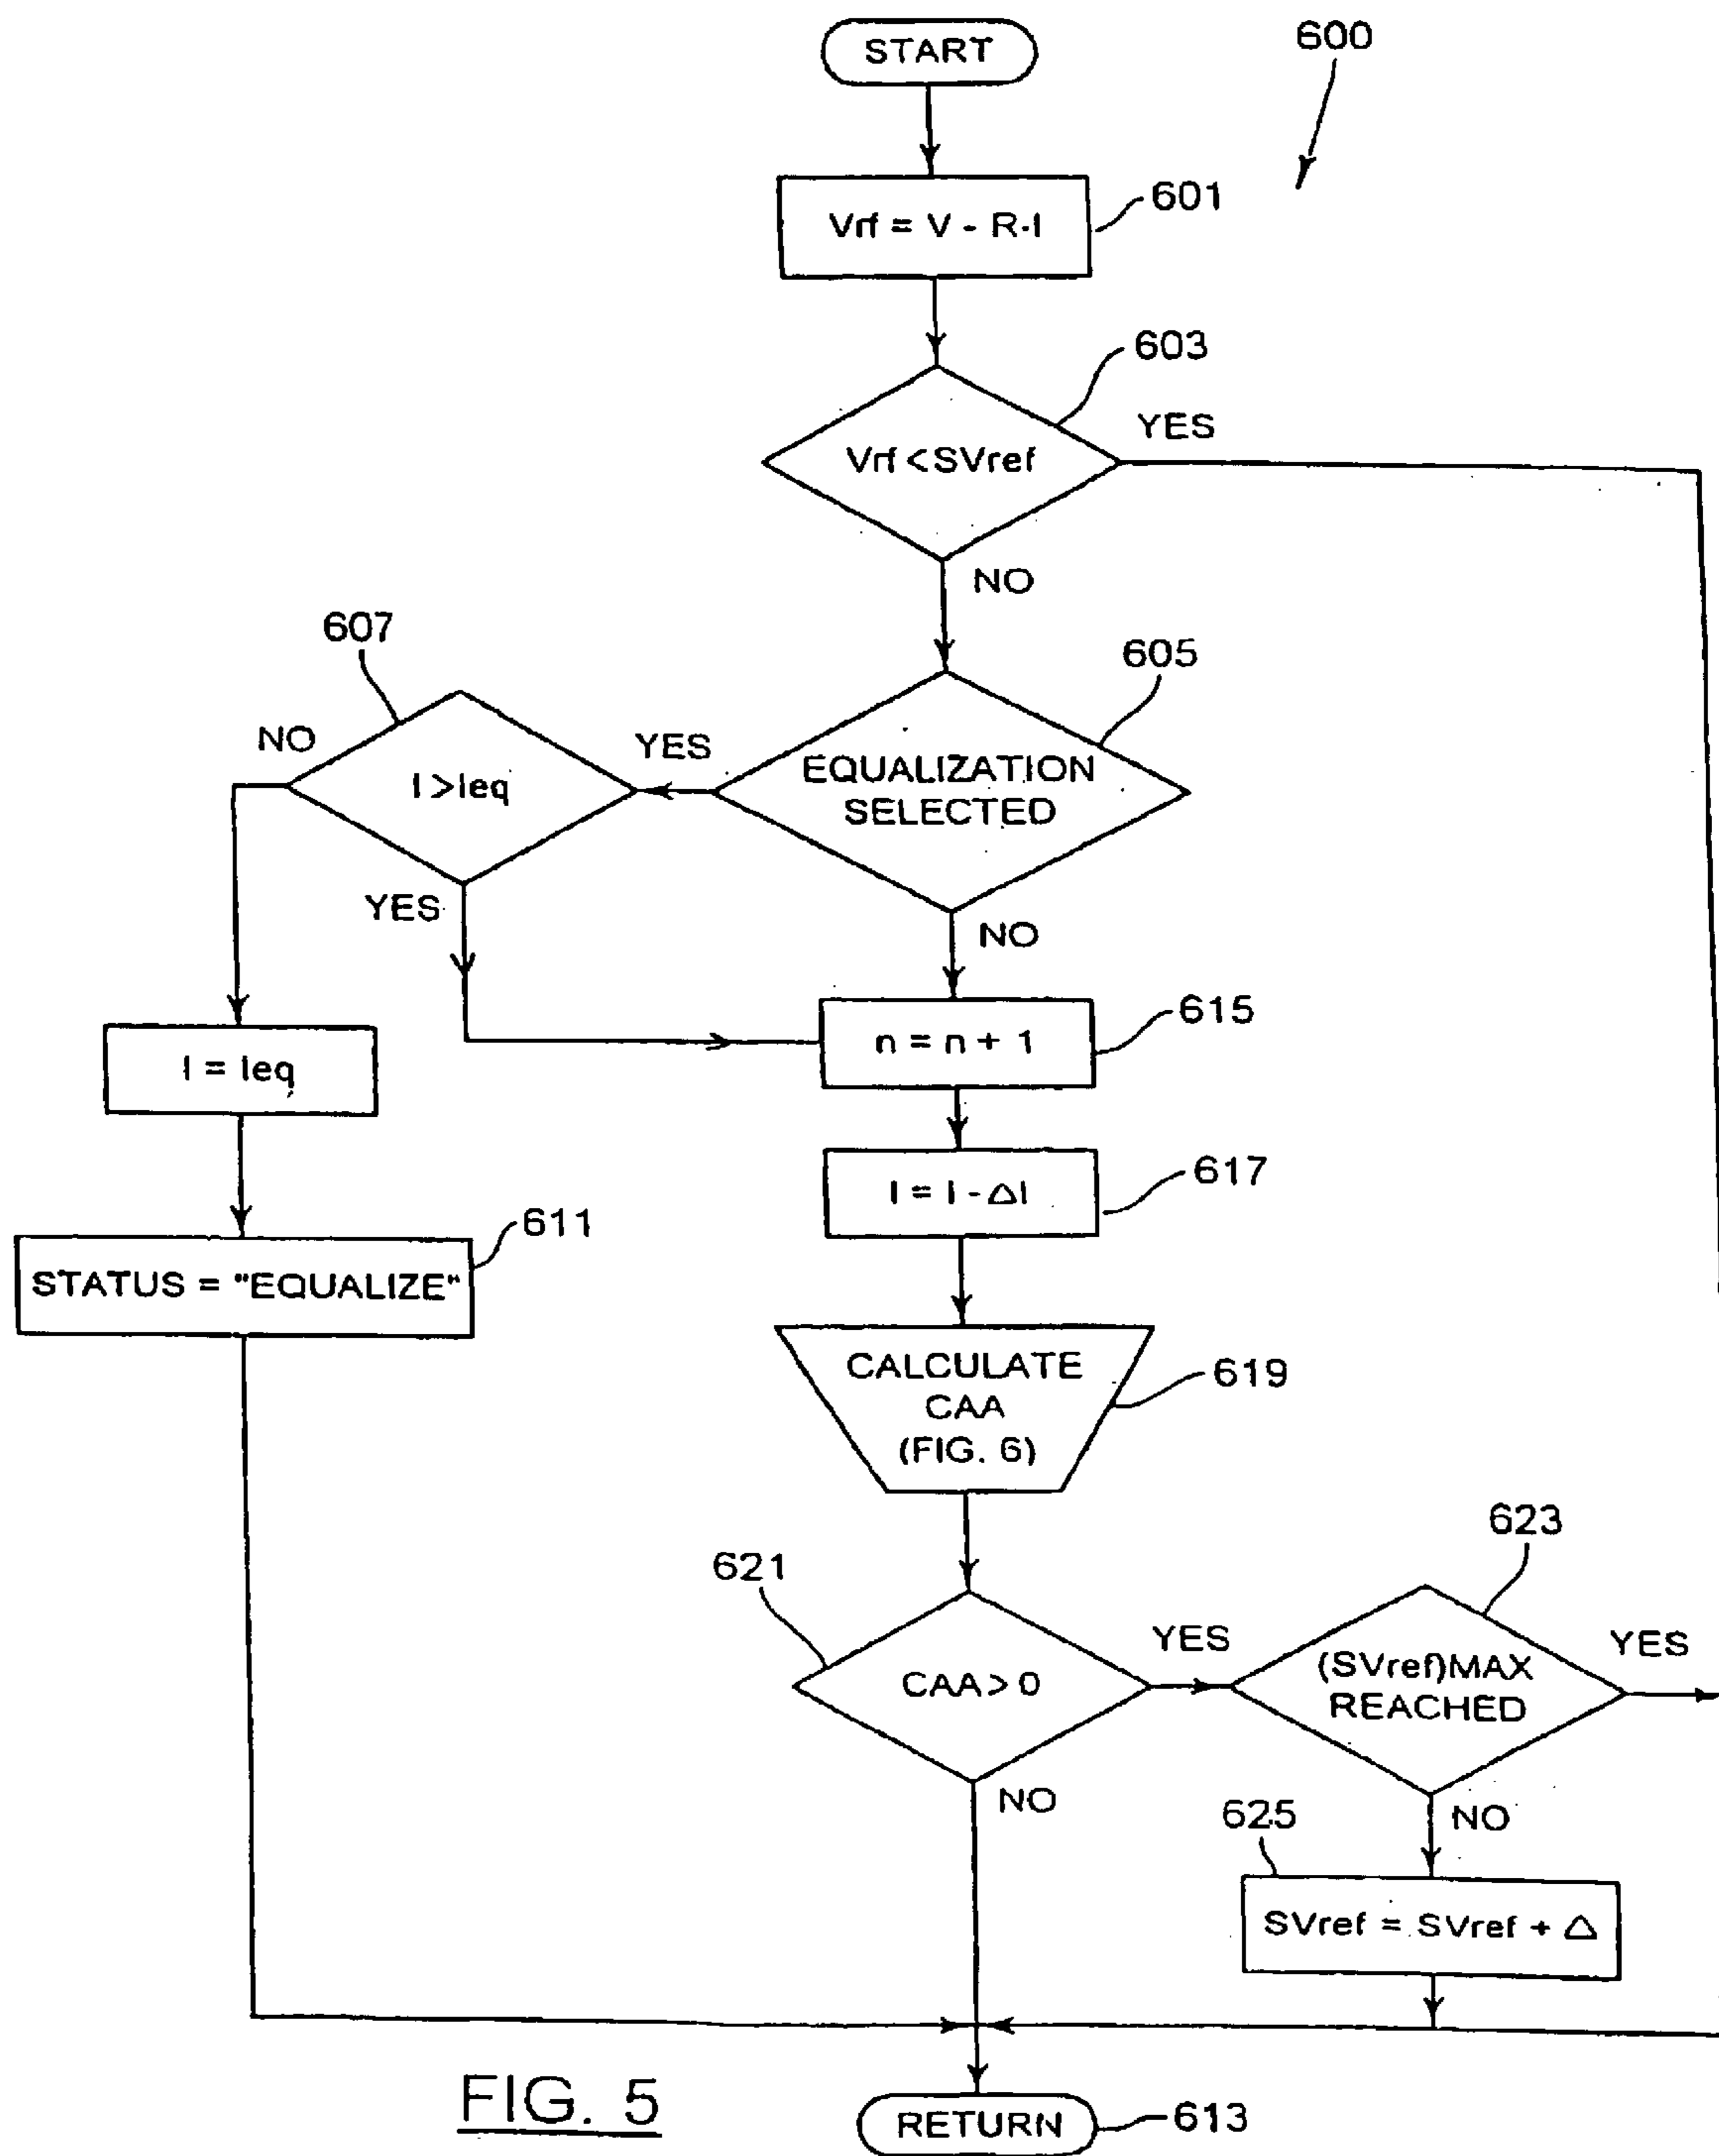 START
600
Vrf = V - R·I
601
603
Vrf < SVref
YES
NO
607
605
NO
I > Ieq
YES
EQUALIZATION
SELECTED
YES
NO
I = Ieq
n = n + 1
615
I = I - ΔI
617
STATUS = "EQUALIZE"
611
CALCULATE
CAA
(FIG. 6)
619
621
623
CAA > 0
YES
(SVref)MAX
REACHED
YES
NO
NO
625
SVref = SVref + Δ
FIG. 5
RETURN
613